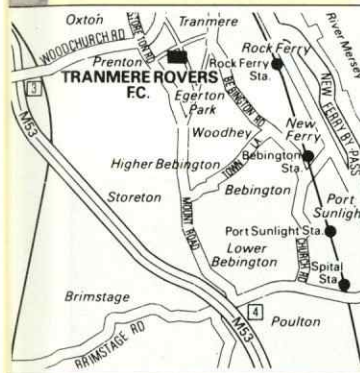 Oxton
Tranmere
STORETON RD
WOODCHURCH RD
Prenton
Rock Ferry
Rock Ferry
Sta.
River Mersey
TRANMERE ROVERS
F.C.
3
M53
Egerton
Park
BEBINGTON RD
NEW FERRY BY-PASS
Woodhey
New
Ferry
Higher Bebington
TOWN LA
Bebington
Sta.
Storeton
MOUNT ROAD
Bebington
Port
Sunlight
Port Sunlight Sta.
Lower
Bebington
CHURCH RD
Spital
Sta.
Brimstage
4
M53
Poulton
BRIMSTAGE RD